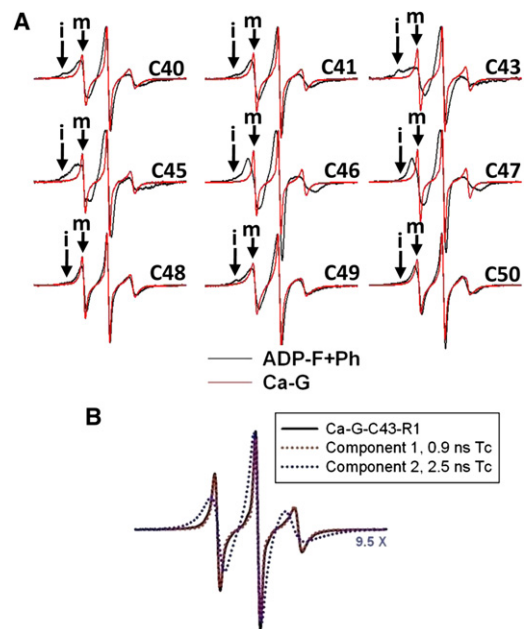 A
i m C40
i m C41
i m C43
i m C45
i m C46
i m C47
i m C48
i m C49
i m C50
ADP-F+Ph
Ca-G
B
Ca-G-C43-R1
Component 1, 0.9 ns Tc
Component 2, 2.5 ns Tc
9.5 X